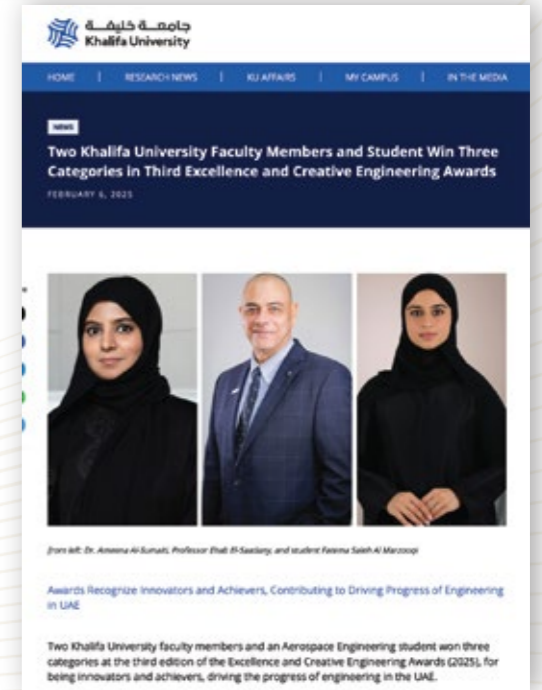 جامعــة خليـفــة
Khalifa University
HOME | RESEARCH NEWS | KU AFFAIRS | MY CAMPUS | IN THE MEDIA
NEWS
Two Khalifa University Faculty Members and Student Win Three
Categories in Third Excellence and Creative Engineering Awards
FEBRUARY 6, 2025
from left: Dr. Ameena Al-Sumaiti, Professor Ehab El-Saadany, and student Fatema Saleh Al Marzooqi
Awards Recognize Innovators and Achievers, Contributing to Driving Progress of Engineering
in UAE
Two Khalifa University faculty members and an Aerospace Engineering student won three
categories at the third edition of the Excellence and Creative Engineering Awards (2025), for
being innovators and achievers, driving the progress of engineering in the UAE.